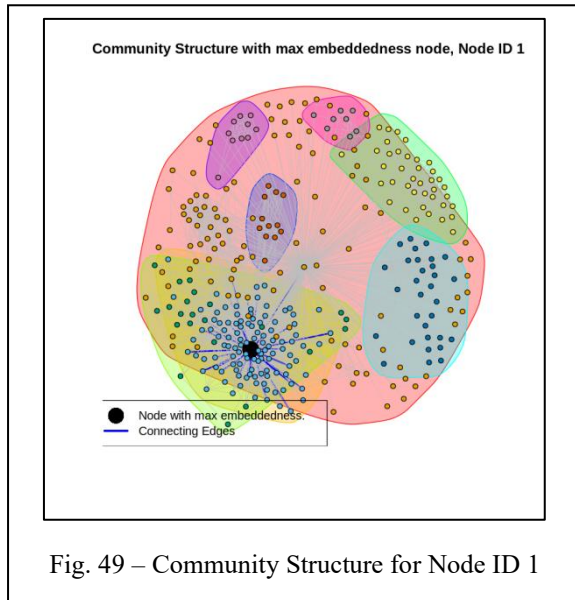 Community Structure with max embeddedness node, Node ID 1
Node with max embeddedness.
Connecting Edges
Fig. 49 – Community Structure for Node ID 1